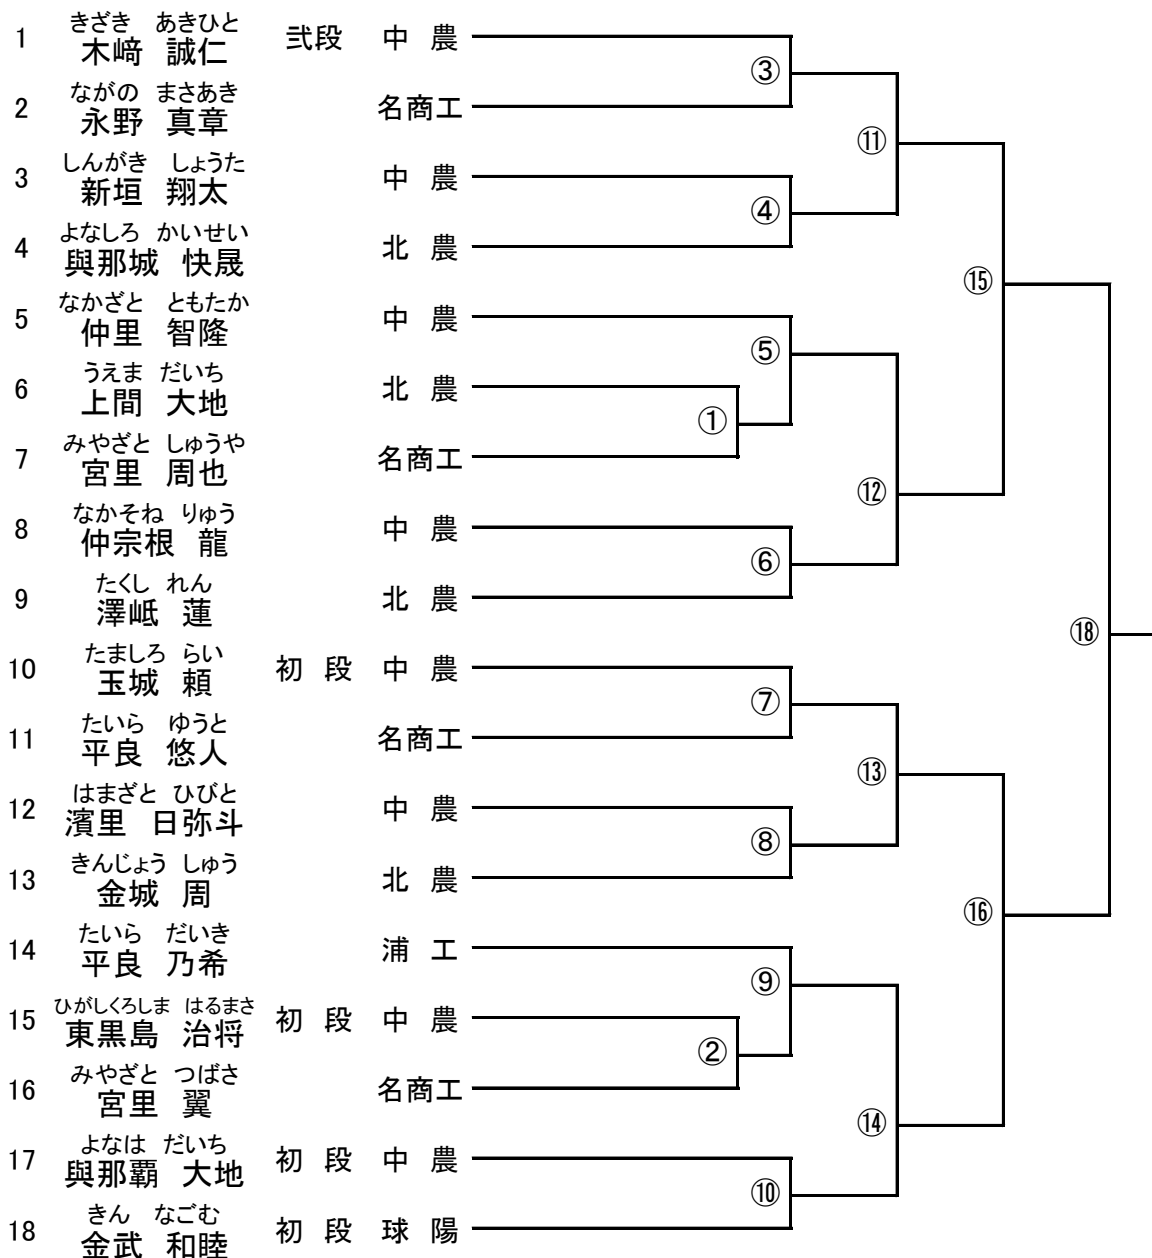 きざき あきひと
1 木﨑 誠仁 弐段 中 農
③
ながの まさあき
2 永野 真章 名商工
⑪
しんがき しょうた
3 新垣 翔太 中 農
④
よなしろ かいせい
4 與那城 快晟 北 農
⑮
なかざと ともたか
5 仲里 智隆 中 農
⑤
うえま だいち
6 上間 大地 北 農
①
みやざと しゅうや
7 宮里 周也 名商工
⑫
なかそね りゅう
8 仲宗根 龍 中 農
⑥
たくし れん
9 澤岻 蓮 北 農
⑱
たましろ らい
10 玉城 頼 初 段 中 農
⑦
たいら ゆうと
11 平良 悠人 名商工
⑬
はまざと ひびと
12 濱里 日弥斗 中 農
⑧
きんじょう しゅう
13 金城 周 北 農
⑯
たいら だいき
14 平良 乃希 浦 工
⑨
ひがしくろしま はるまさ
15 東黒島 治将 初 段 中 農
②
みやざと つばさ
16 宮里 翼 名商工
⑭
よなは だいち
17 與那覇 大地 初 段 中 農
⑩
きん なごむ
18 金武 和睦 初 段 球 陽